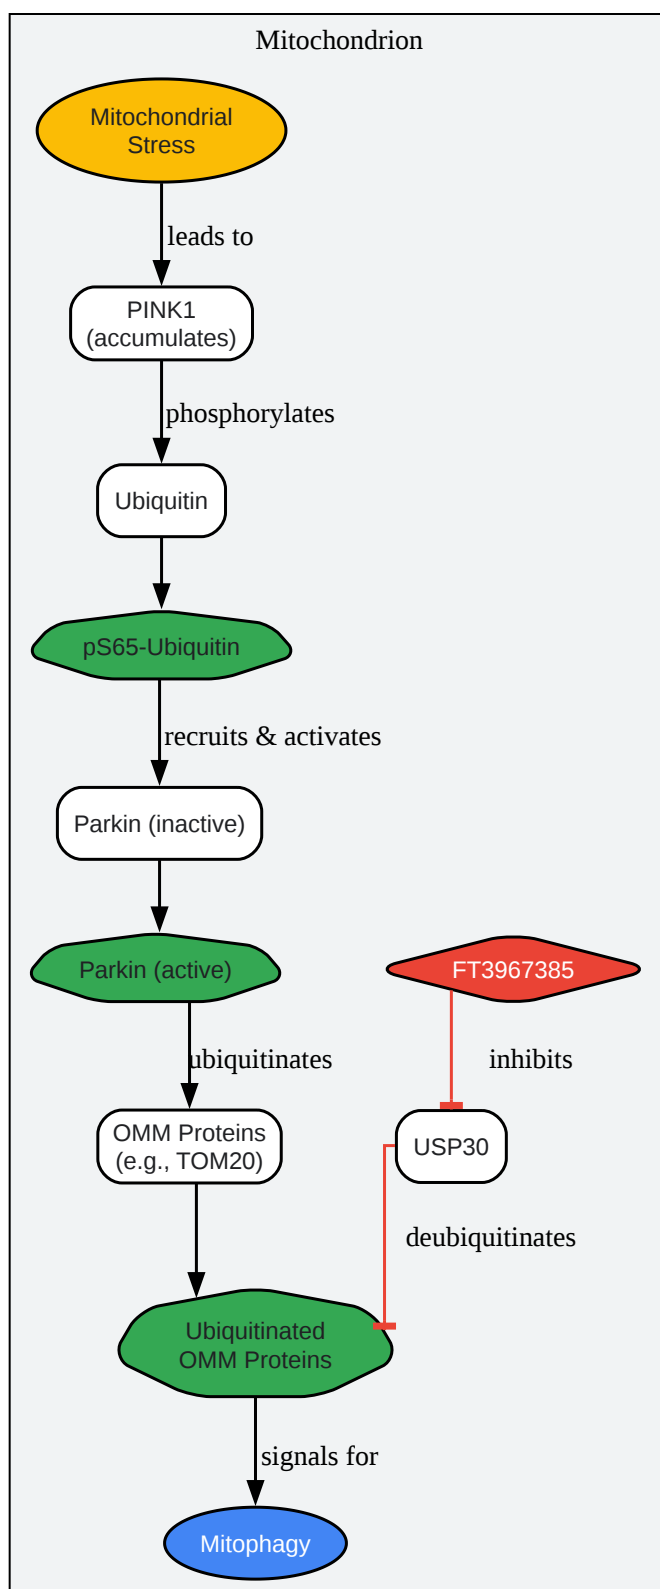 Mitochondrion
Mitochondrial
Stress
leads to
PINK1
(accumulates)
phosphorylates
Ubiquitin
pS65-Ubiquitin
recruits & activates
Parkin (inactive)
Parkin (active)
FT3967385
ubiquitinates
inhibits
OMM Proteins
(e.g., TOM20)
USP30
deubiquitinates
Ubiquitinated
OMM Proteins
signals for
Mitophagy